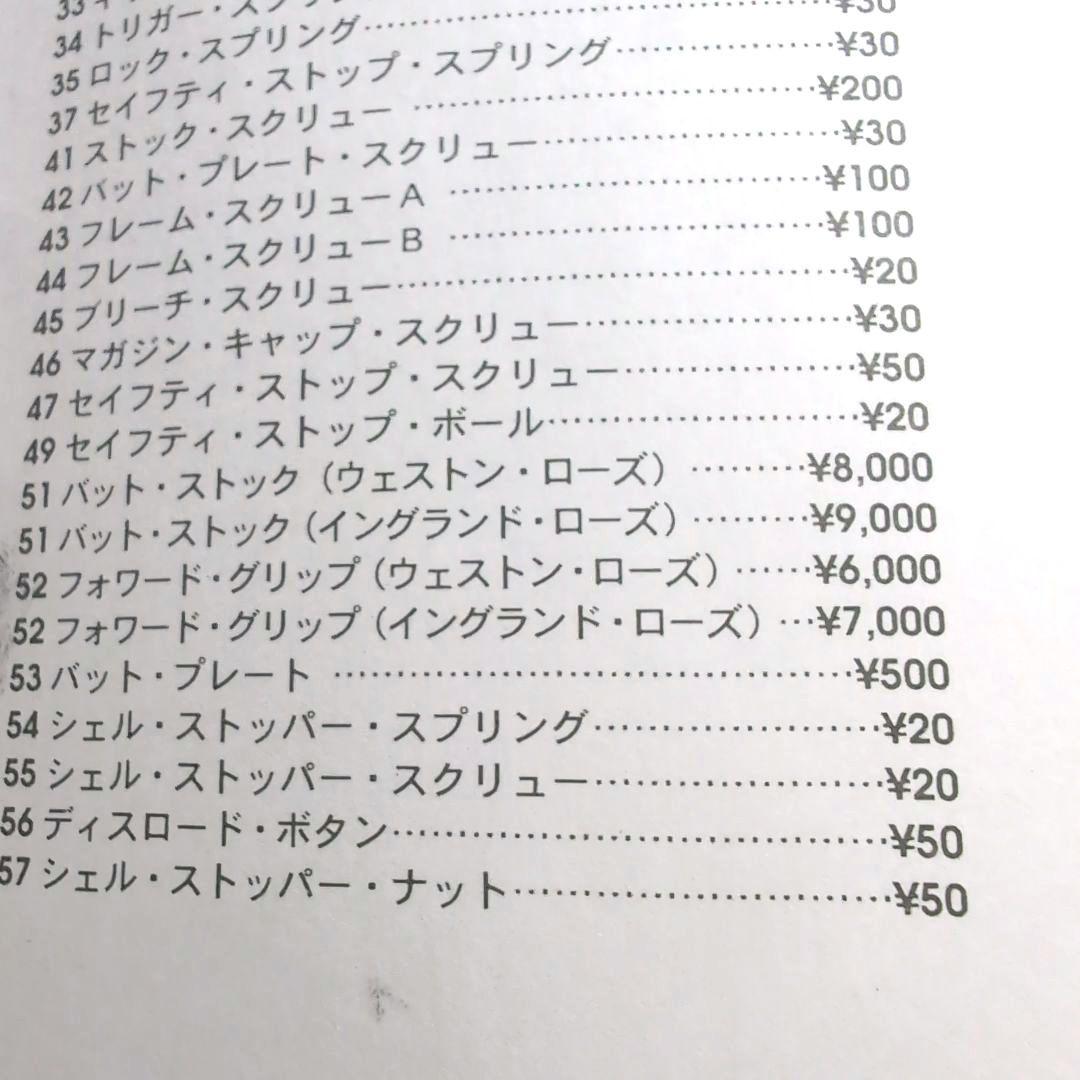 33
34 トリガー・スプリング
35 ロック・スプリング……………………¥30
37 セイフティ・ストップ・スプリング……………¥30
41 ストック・スクリュー ……………………¥200
42 バット・プレート・スクリュー………………¥30
43 フレーム・スクリューA ……………………¥100
44 フレーム・スクリューB ……………………¥100
45 ブリーチ・スクリュー………………………¥20
46 マガジン・キャップ・スクリュー……………¥30
47 セイフティ・ストップ・スクリュー…………¥50
49 セイフティ・ストップ・ボール………………¥20
51 バット・ストック（ウェストン・ローズ） ………¥8,000
51 バット・ストック（イングランド・ローズ）………¥9,000
52 フォワード・グリップ（ウェストン・ローズ）……¥6,000
52 フォワード・グリップ（イングランド・ローズ）…¥7,000
53 バット・プレート ……………………………¥500
54 シェル・ストッパー・スプリング……………¥20
55 シェル・ストッパー・スクリュー……………¥20
56 ディスロード・ボタン…………………………¥50
57 シェル・ストッパー・ナット…………………¥50